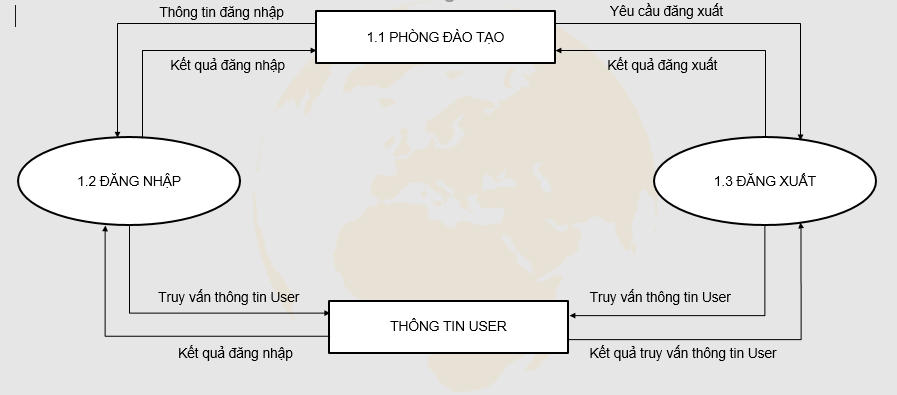 Thông tin đăng nhập
Yêu cầu đăng xuất
1.1 PHÒNG ĐÀO TẠO
Kết quả đăng nhập
Kết quả đăng xuất
1.2 ĐĂNG NHẬP
1.3 ĐĂNG XUẤT
Truy vấn thông tin User
Truy vấn thông tin User
THÔNG TIN USER
Kết quả đăng nhập
Kết quả truy vấn thông tin User